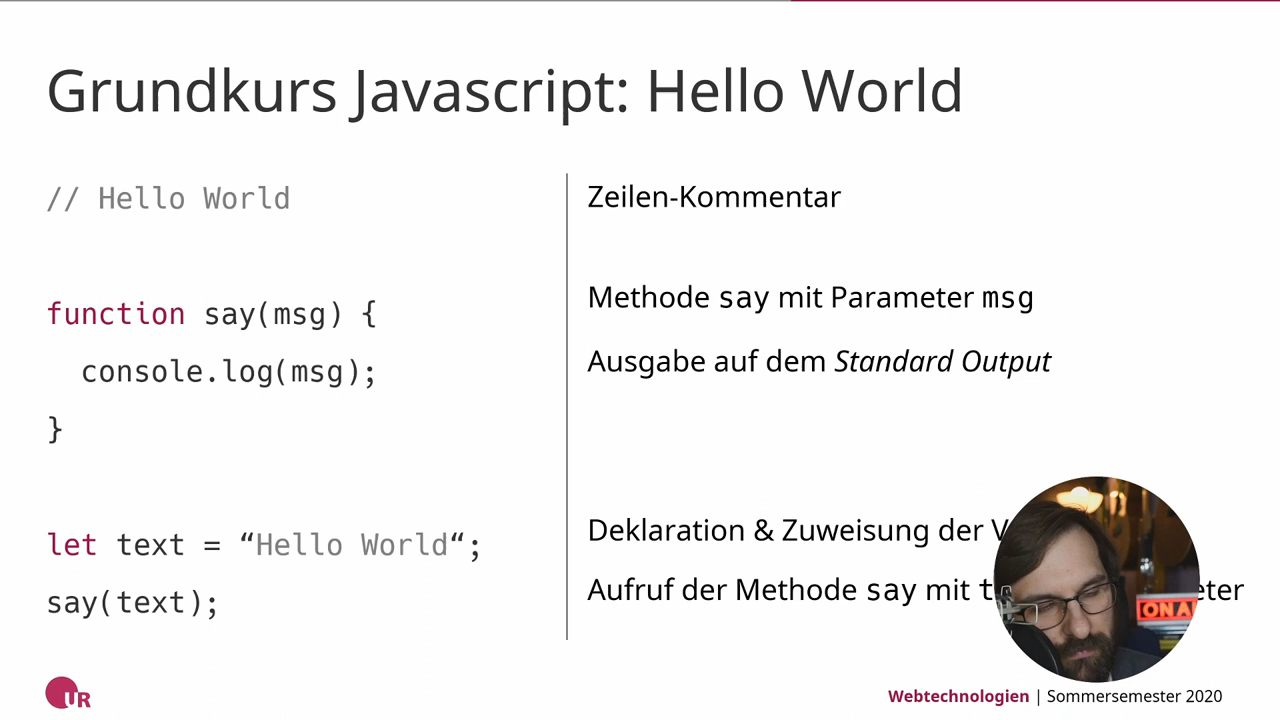 Grundkurs Javascript: Hello World
// Hello World
Zeilen-Kommentar
function say(msg) {
Methode say mit Parameter msg
console.log(msg);
Ausgabe auf dem Standard Output
}
let text = “Hello World“;
Deklaration & Zuweisung der
say(text);
Aufruf der Methode say mit
ON
UR
Webtechnologien | Sommersemester 2020